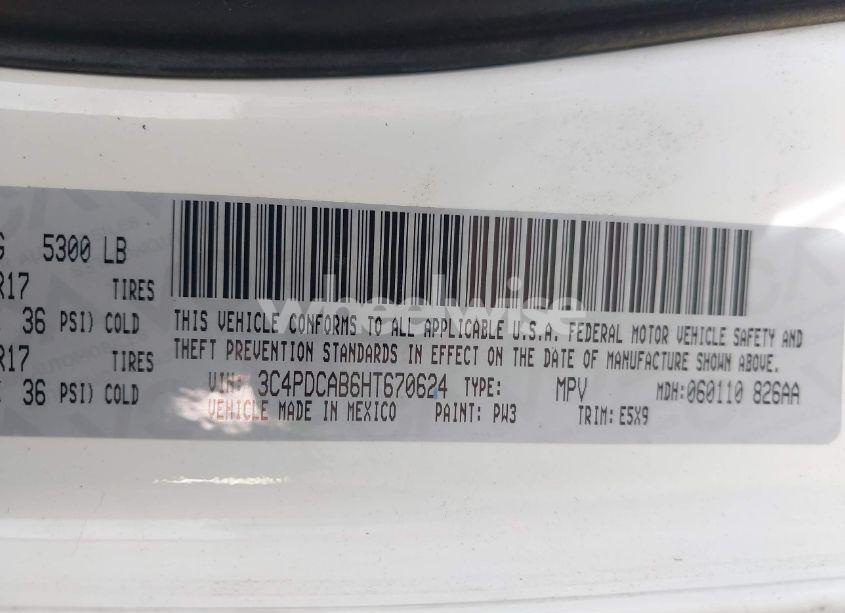 5300 LB
R17 TIRES
36 PSI) COLD
R17 TIRES
36 PSI) COLD
wheelwise
THIS VEHICLE CONFORMS TO ALL APPLICABLE U.S.A. FEDERAL MOTOR VEHICLE SAFETY AND
THEFT PREVENTION STANDARDS IN EFFECT ON THE DATE OF MANUFACTURE SHOWN ABOVE.
VIN: 3C4PDCAB6HT670624 TYPE: MPV MDH: 060110 826AA
VEHICLE MADE IN MEXICO PAINT: PW3 TRIM: E5X9